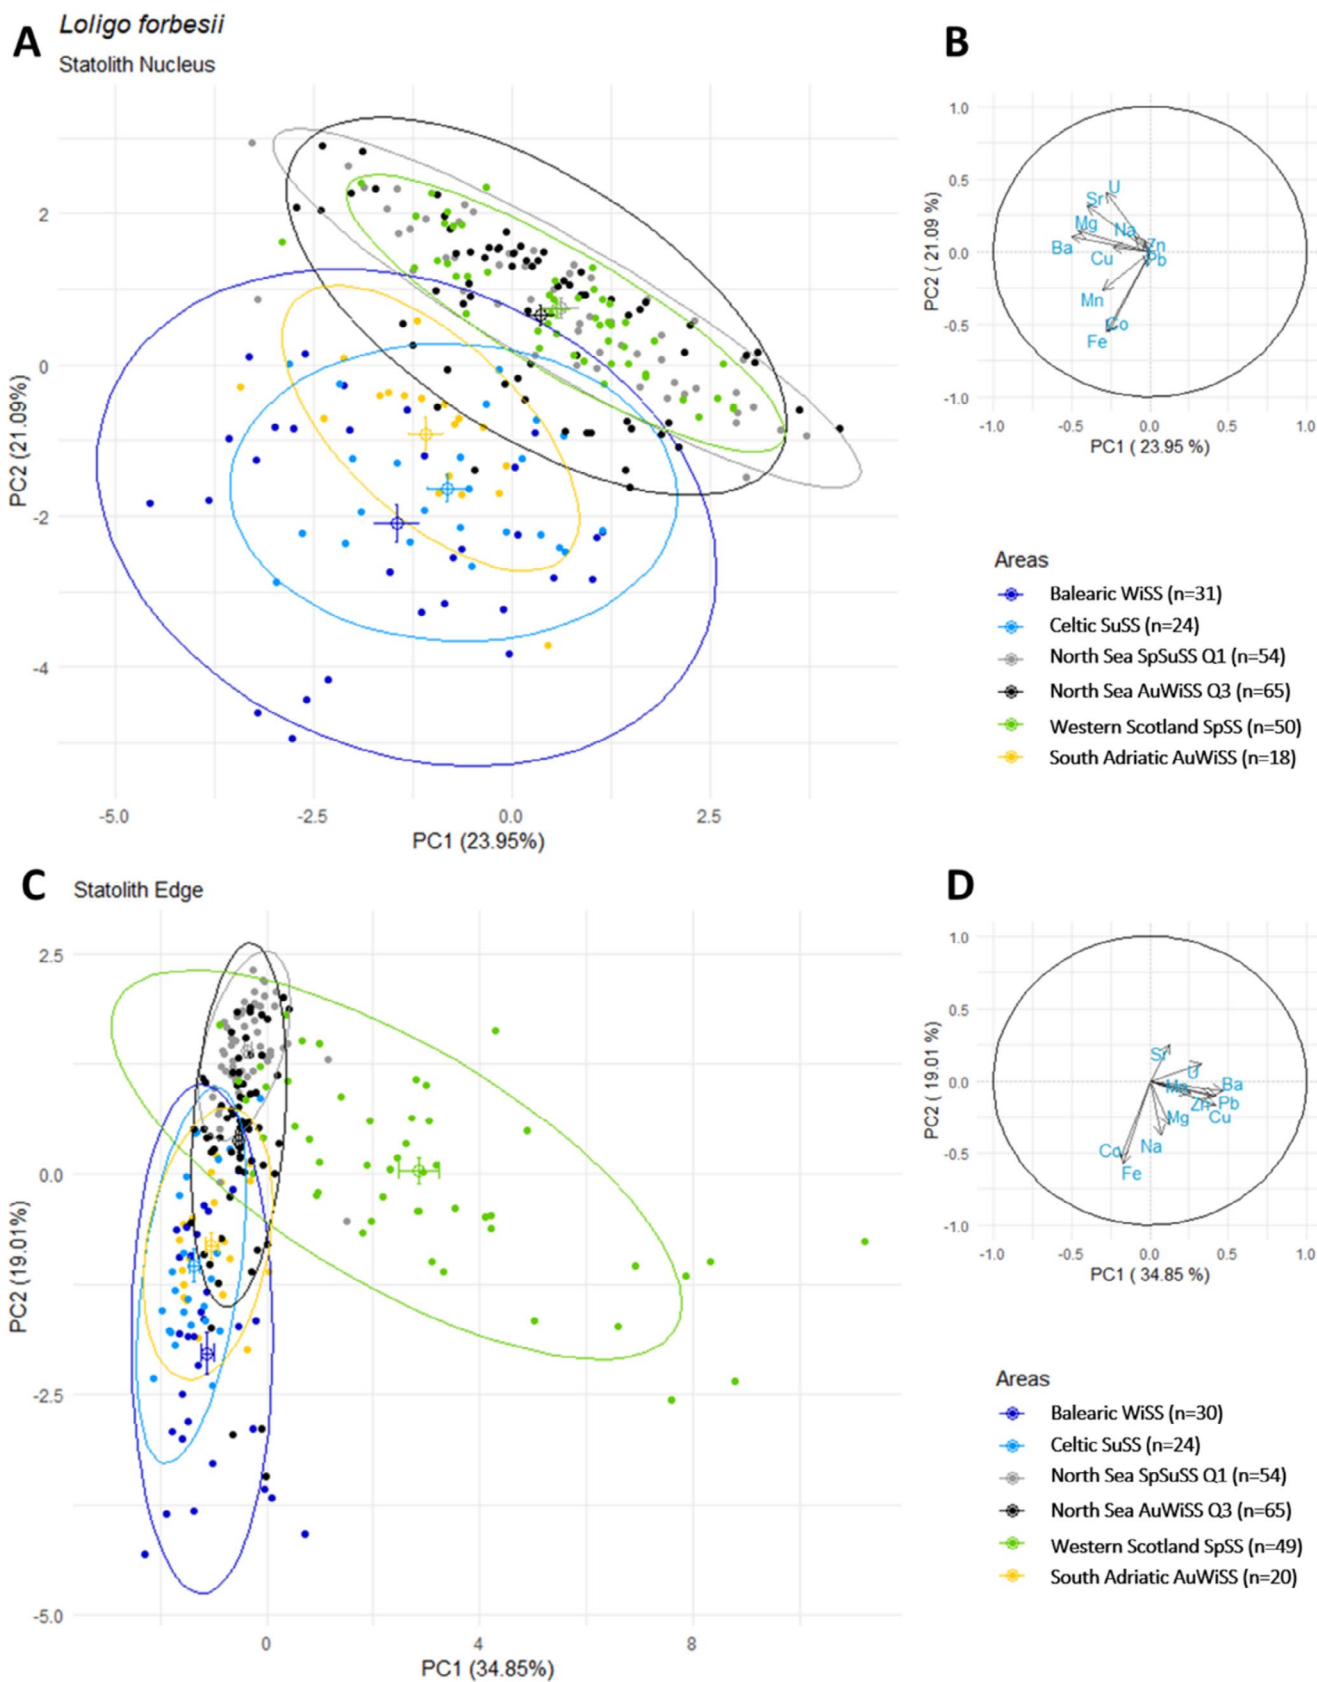 Loligo forbesii
A
Statolith Nucleus
2
0
-2
-4
PC2 (21.09%)
-5.0
-2.5
0.0
2.5
PC1 (23.95%)
B
1.0
0.5
0.0
-0.5
-1.0
PC2 ( 21.09 %)
U
Sr
Mg
Na
Ba
Zn
Cu
Pb
Mn
Co
Fe
-1.0
-0.5
0.0
0.5
1.0
PC1 ( 23.95 %)
Areas
Balearic WiSS (n=31)
Celtic SuSS (n=24)
North Sea SpSuSS Q1 (n=54)
North Sea AuWiSS Q3 (n=65)
Western Scotland SpSS (n=50)
South Adriatic AuWiSS (n=18)
C
Statolith Edge
2.5
0.0
-2.5
-5.0
PC2 (19.01%)
0
4
8
PC1 (34.85%)
D
1.0
0.5
0.0
-0.5
-1.0
PC2 ( 19.01 %)
Sr
U
Mn
Ba
Zn
Pb
Mg
Cu
Na
Co
Fe
-1.0
-0.5
0.0
0.5
1.0
PC1 ( 34.85 %)
Areas
Balearic WiSS (n=30)
Celtic SuSS (n=24)
North Sea SpSuSS Q1 (n=54)
North Sea AuWiSS Q3 (n=65)
Western Scotland SpSS (n=49)
South Adriatic AuWiSS (n=20)